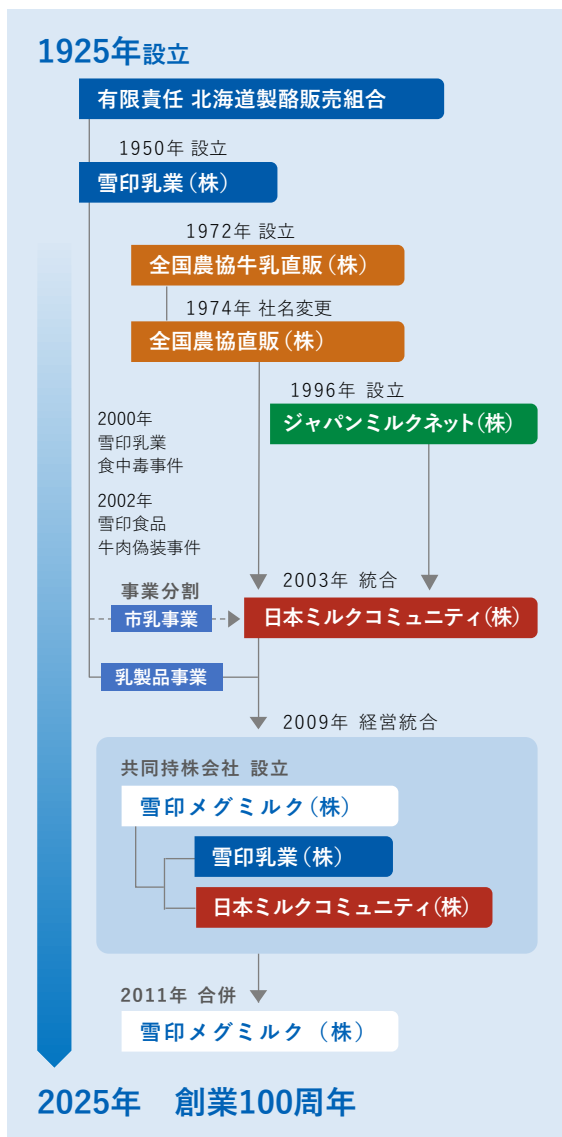 1925年設立
有限責任 北海道製酪販売組合
1950年 設立
雪印乳業（株）
1972年 設立
全国農協牛乳直販（株）
1974年 社名変更
全国農協直販（株）
1996年 設立
ジャパンミルクネット（株）
2000年
雪印乳業
食中毒事件
2002年
雪印食品
牛肉偽装事件
2003年 統合
事業分割
市乳事業
日本ミルクコミュニティ（株）
乳製品事業
2009年 経営統合
共同持株会社 設立
雪印メグミルク（株）
雪印乳業（株）
日本ミルクコミュニティ（株）
2011年 合併
雪印メグミルク （株）
2025年　創業100周年